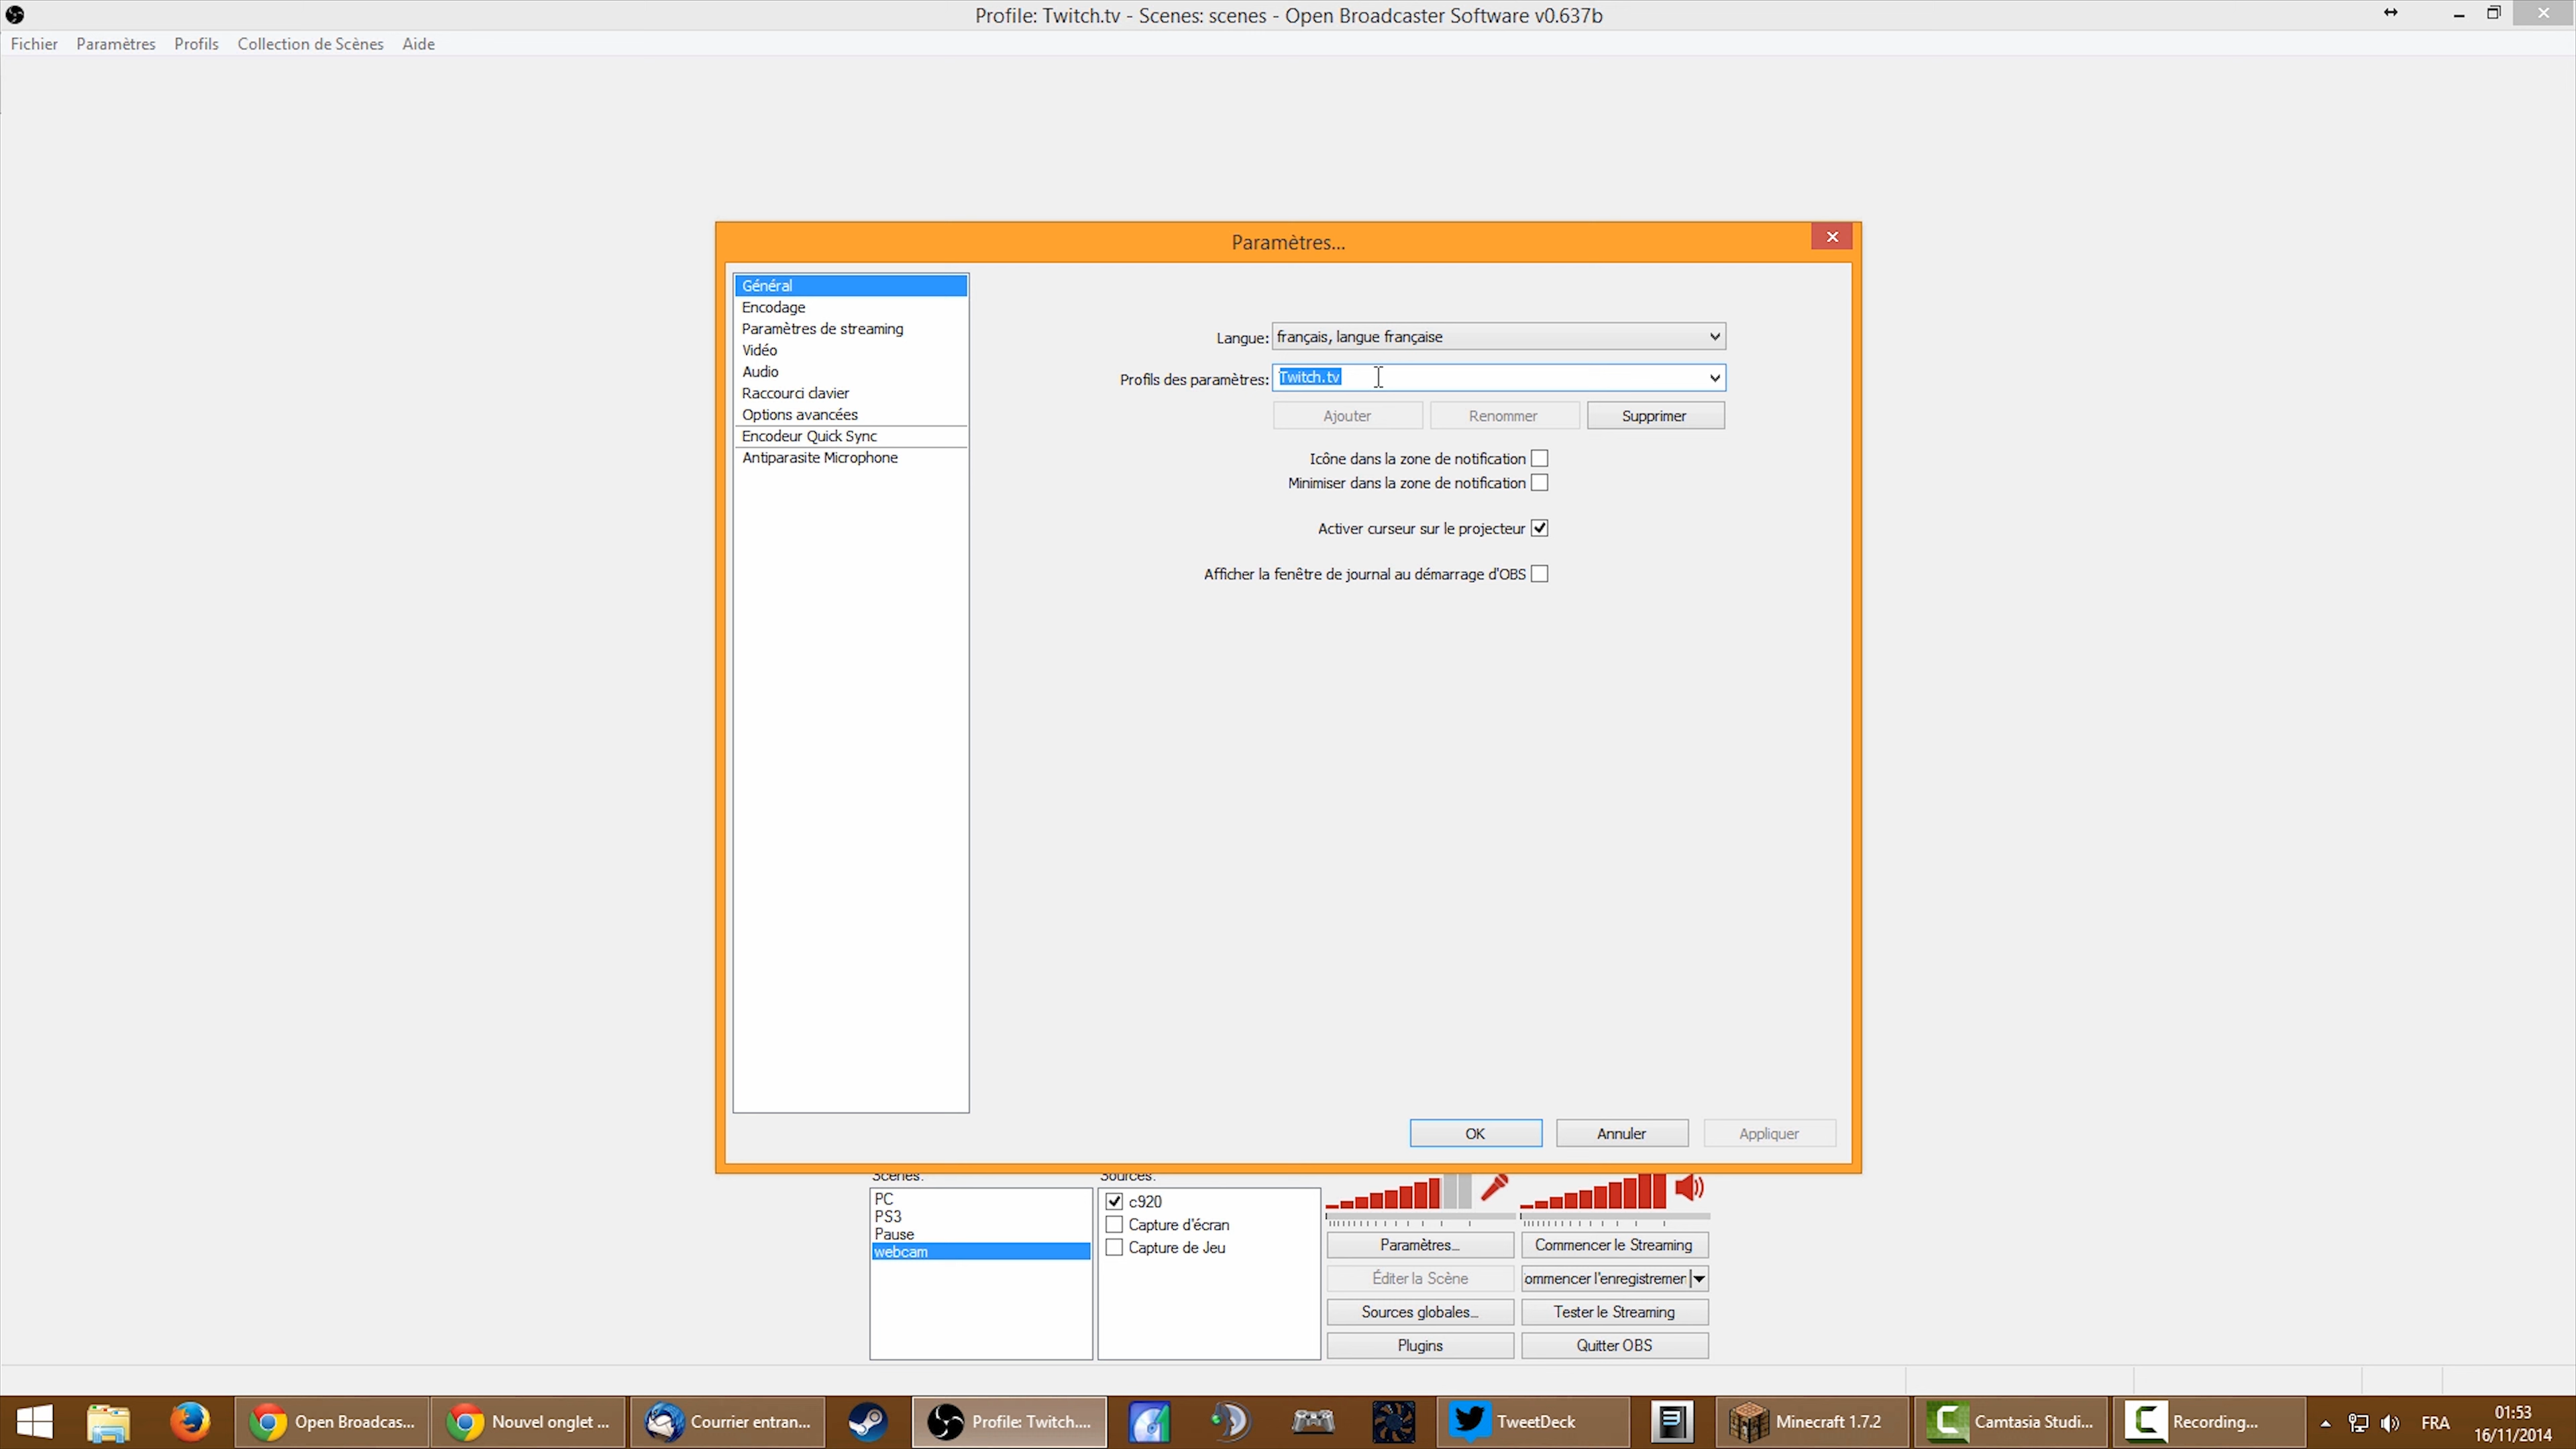 Profile: Twitch.tv - Scenes: scenes - Open Broadcaster Software v0.637b
Fichier Paramètres Profils Collection de Scènes Aide
Paramètres...
Général
Encodage
Paramètres de streaming
Vidéo
Audio
Raccourci clavier
Options avancées
Encodeur Quick Sync
Antiparasite Microphone
Langue: français, langue française
Profils des paramètres: Twitch.tv
Ajouter Renommer Supprimer
Icône dans la zone de notification
Minimiser dans la zone de notification
Activer curseur sur le projecteur
Afficher la fenêtre de journal au démarrage d'OBS
OK Annuler Appliquer
Scènes: Sources:
PC
PS3
Pause
webcam
c920
Capture d'écran
Capture de Jeu
Paramètres... Commencer le Streaming
Éditer la Scène ommencer l'enregistremer
Sources globales... Tester le Streaming
Plugins Quitter OBS
Open Broadcas... Nouvel onglet ... Courrier entran... Profile: Twitch.... TweetDeck Minecraft 1.7.2 Camtasia Studi... Recording... FRA 01:53
16/11/2014